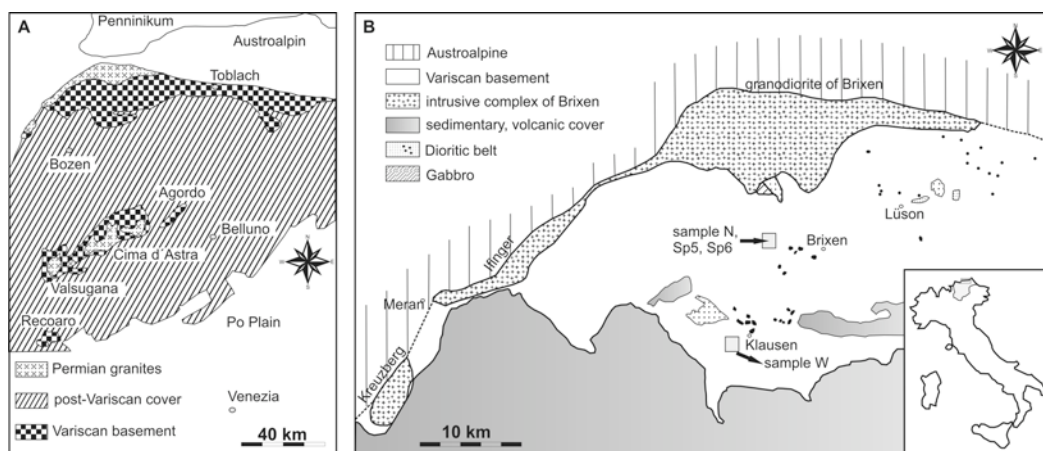 A
Penninikum
Austroalpin
Toblach
Bozen
Agordo
Belluno
Cima d´Astra
Valsugana
Recoaro
Po Plain
Permian granites
post-Variscan cover
Venezia
Variscan basement
40 km
B
Austroalpine
Variscan basement
intrusive complex of Brixen
sedimentary, volcanic cover
Dioritic belt
Gabbro
granodiorite of Brixen
Lüson
sample N,
Sp5, Sp6
Brixen
Ifinger
Meran
Klausen
sample W
Kreuzberg
10 km